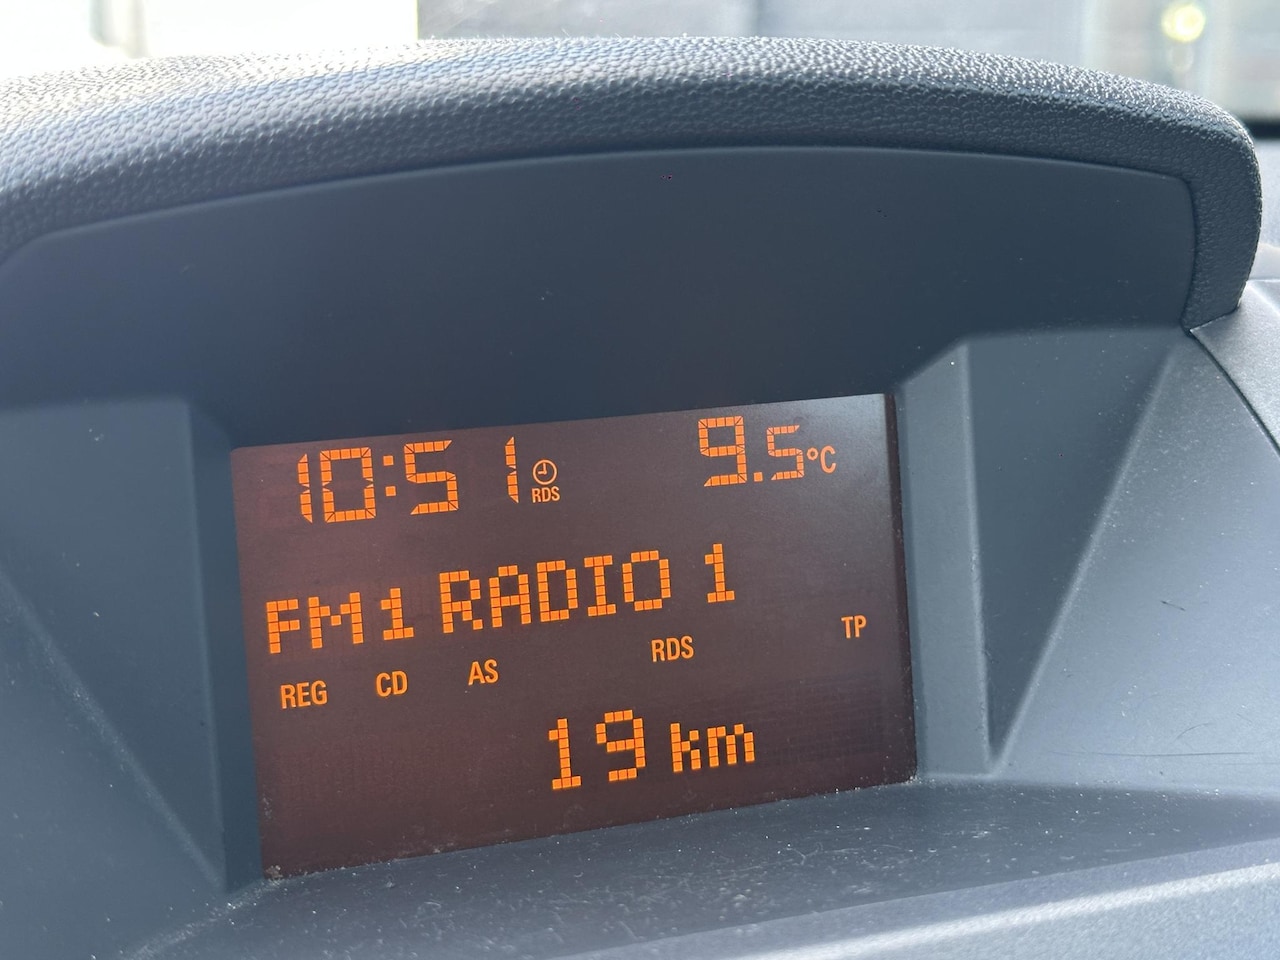 10:51 RDS 9.5°C
FM1 RADIO 1
REG CD AS RDS TP
19 km